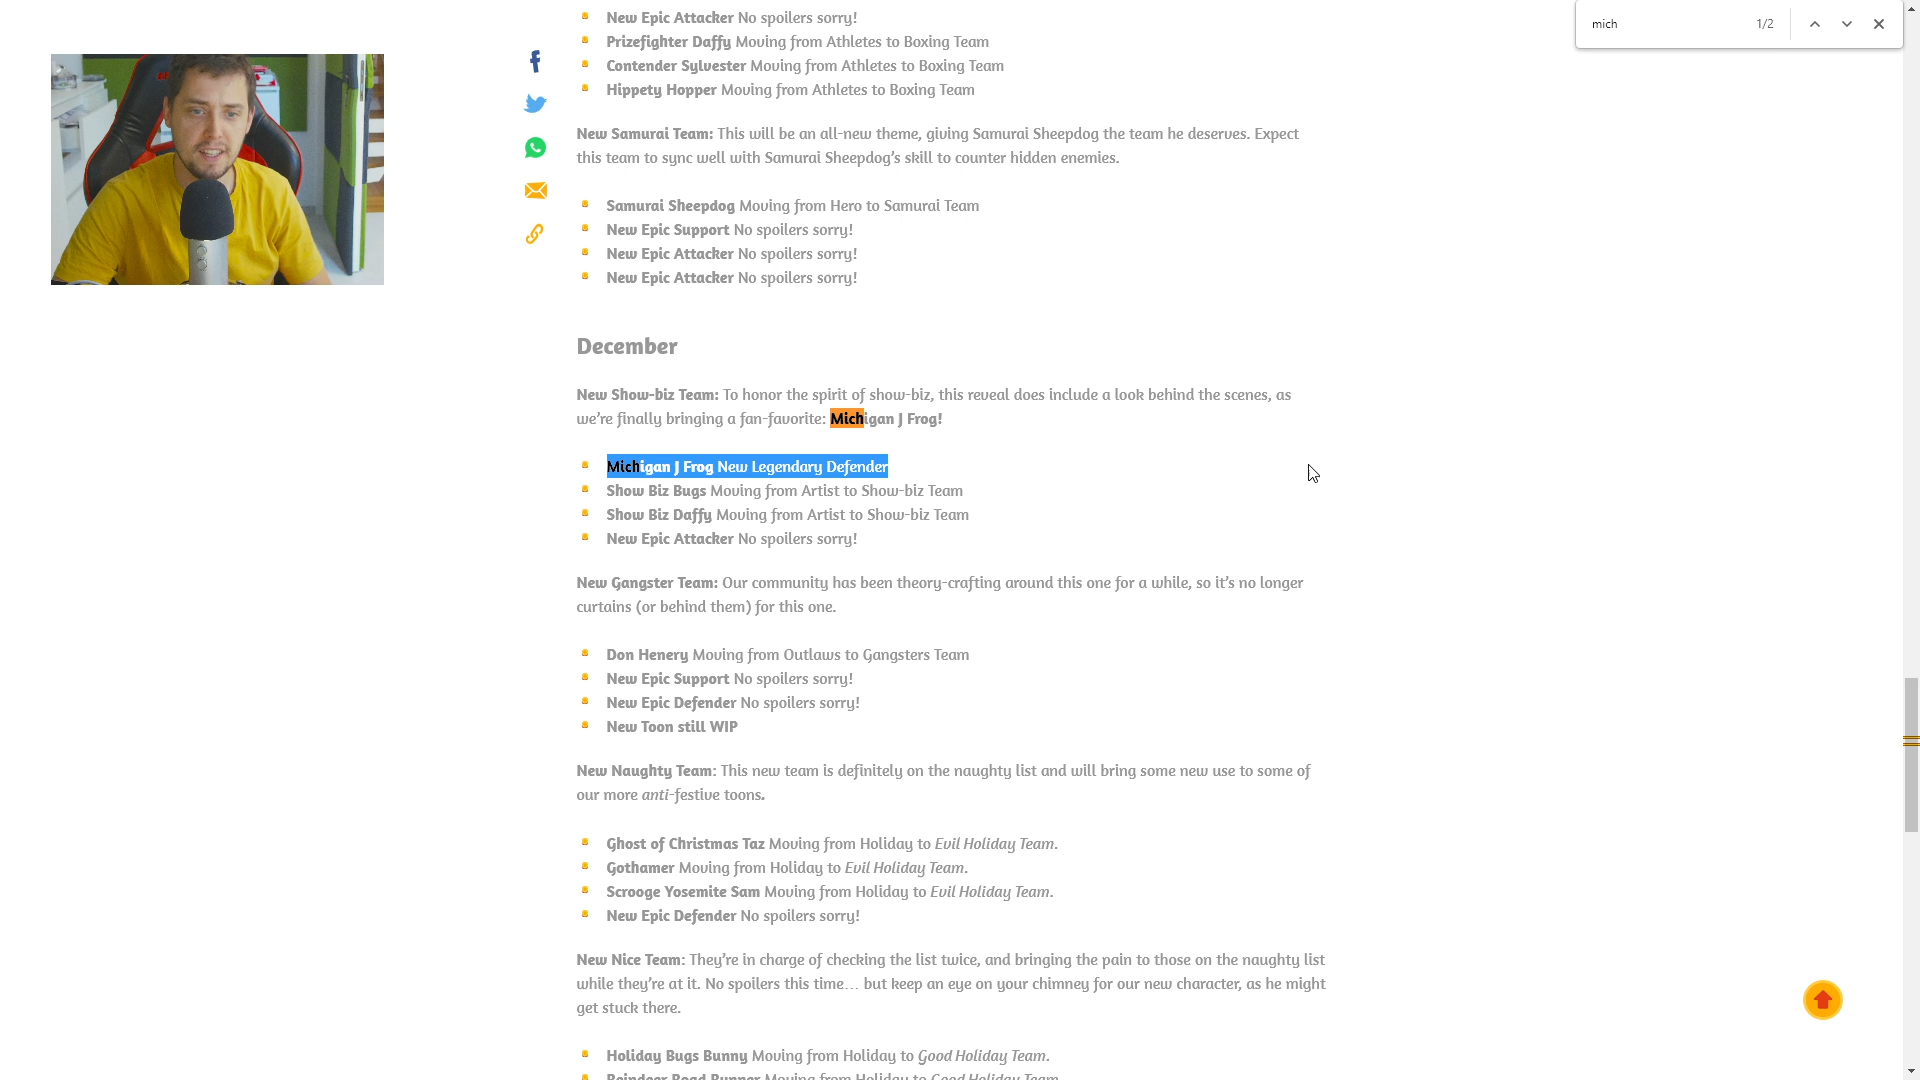 New Epic Attacker No spoilers sorry!
Prizefighter Daffy Moving from Athletes to Boxing Team
Contender Sylvester Moving from Athletes to Boxing Team
Hippety Hopper Moving from Athletes to Boxing Team
New Samurai Team: This will be an all-new theme, giving Samurai Sheepdog the team he deserves. Expect
this team to sync well with Samurai Sheepdog's skill to counter hidden enemies.
Samurai Sheepdog Moving from Hero to Samurai Team
New Epic Support No spoilers sorry!
New Epic Attacker No spoilers sorry!
New Epic Attacker No spoilers sorry!
December
New Show-biz Team: To honor the spirit of show-biz, this reveal does include a look behind the scenes, as
we're finally bringing a fan-favorite: Michigan J Frog!
Michigan J Frog New Legendary Defender
Show Biz Bugs Moving from Artist to Show-biz Team
Show Biz Daffy Moving from Artist to Show-biz Team
New Epic Attacker No spoilers sorry!
New Gangster Team: Our community has been theory-crafting around this one for a while, so it's no longer
curtains (or behind them) for this one.
Don Henery Moving from Outlaws to Gangsters Team
New Epic Support No spoilers sorry!
New Epic Defender No spoilers sorry!
New Toon still WIP
New Naughty Team: This new team is definitely on the naughty list and will bring some new use to some of
our more anti-festive toons.
Ghost of Christmas Taz Moving from Holiday to Evil Holiday Team.
Gothamer Moving from Holiday to Evil Holiday Team.
Scrooge Yosemite Sam Moving from Holiday to Evil Holiday Team.
New Epic Defender No spoilers sorry!
New Nice Team: They're in charge of checking the list twice, and bringing the pain to those on the naughty list
while they're at it. No spoilers this time… but keep an eye on your chimney for our new character, as he might
get stuck there.
Holiday Bugs Bunny Moving from Holiday to Good Holiday Team.
Reindeer Road Runner Moving from Holiday to Good Holiday Team.
mich 1/2